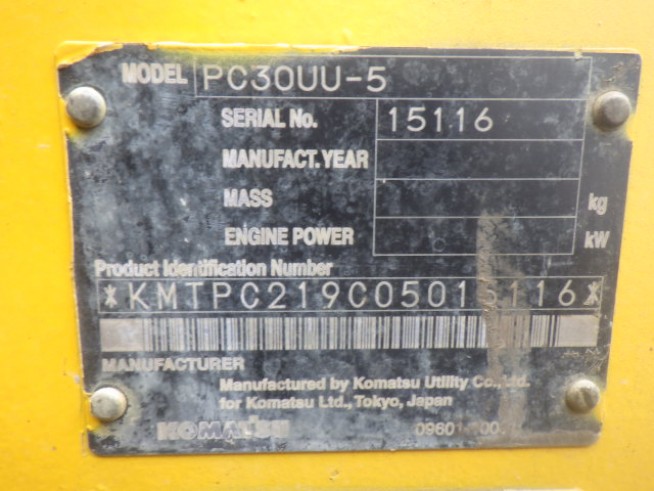 MODEL PC30UU-5
SERIAL No. 15116
MANUFACT. YEAR
MASS kg
ENGINE POWER kW
Product Identification Number
*KMTPC219C05015116*
MANUFACTURER
Manufactured by Komatsu Utility Co., Ltd.
for Komatsu Ltd., Tokyo, Japan
KOMATSU